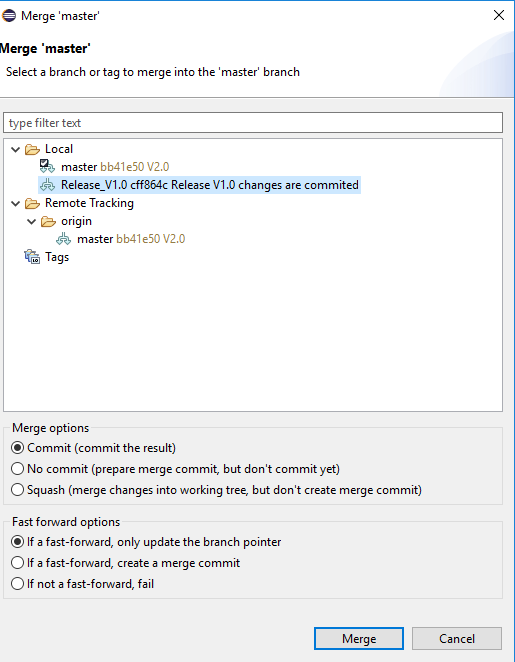 Merge 'master'
Merge 'master'
Select a branch or tag to merge into the 'master' branch
type filter text
Local
master bb41e50 V2.0
Release_V1.0 cff864c Release V1.0 changes are commited
Remote Tracking
origin
master bb41e50 V2.0
Tags
Merge options
Commit (commit the result)
No commit (prepare merge commit, but don't commit yet)
Squash (merge changes into working tree, but don't create merge commit)
Fast forward options
If a fast-forward, only update the branch pointer
If a fast-forward, create a merge commit
If not a fast-forward, fail
Merge Cancel